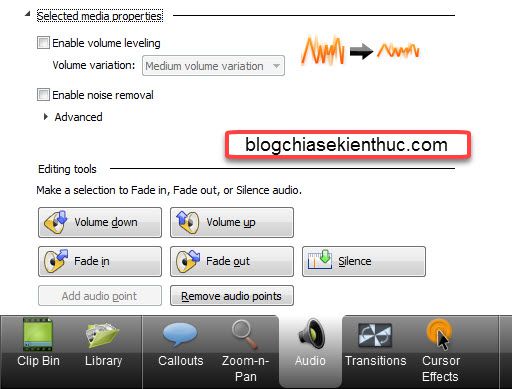 Selected media properties
Enable volume leveling
Volume variation: Medium volume variation
Enable noise removal
Advanced
blogchiasekienthuc.com
Editing tools
Make a selection to Fade in, Fade out, or Silence audio.
Volume down Volume up
Fade in Fade out Silence
Add audio point Remove audio points
Clip Bin Library Callouts Zoom-n-Pan Audio Transitions Cursor Effects